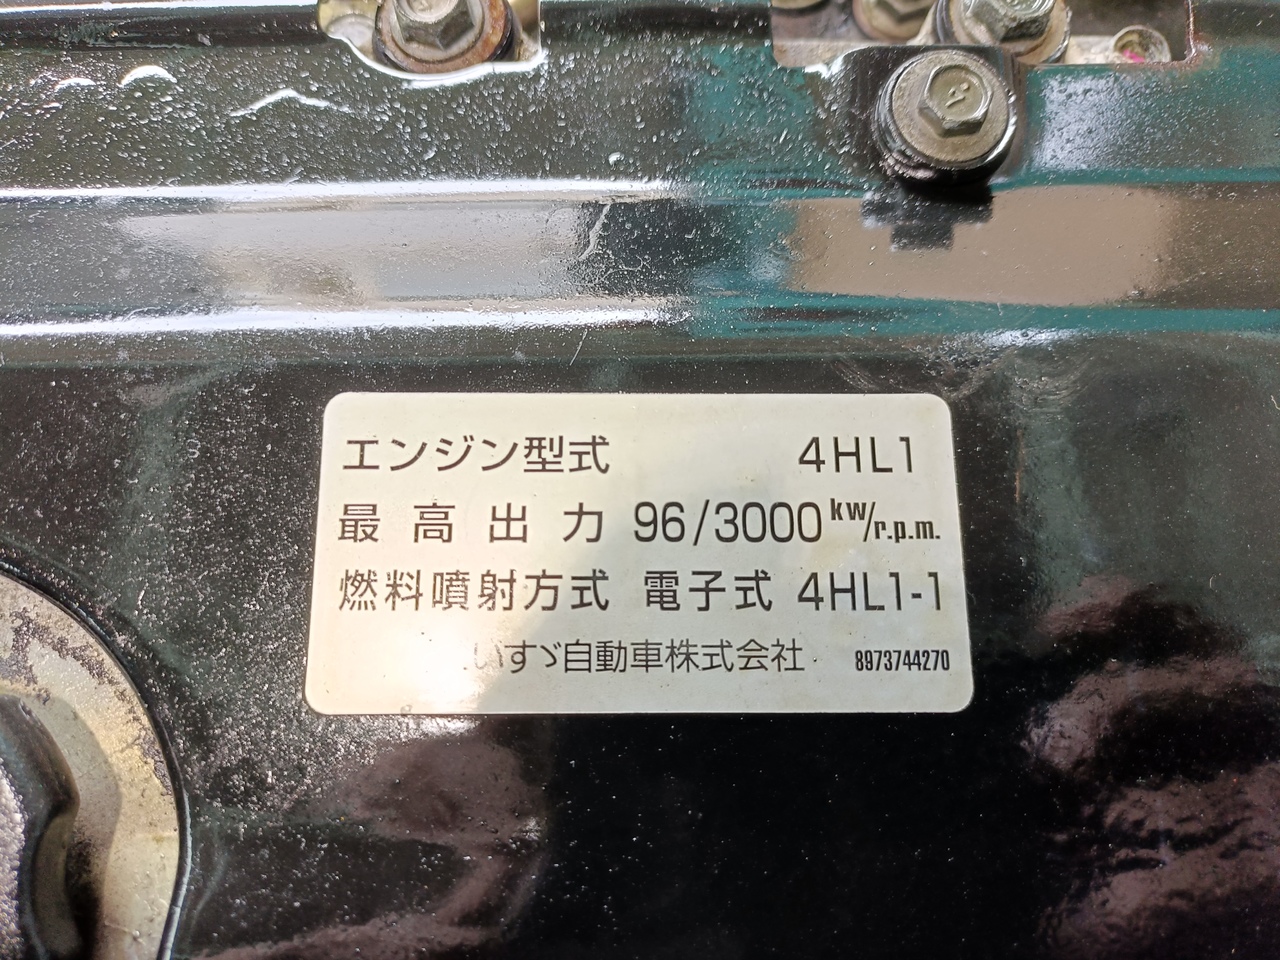 エンジン型式 4HL1
最高出力 96/3000 kw/r.p.m.
燃料噴射方式 電子式 4HL1-1
いすゞ自動車株式会社 8973744270